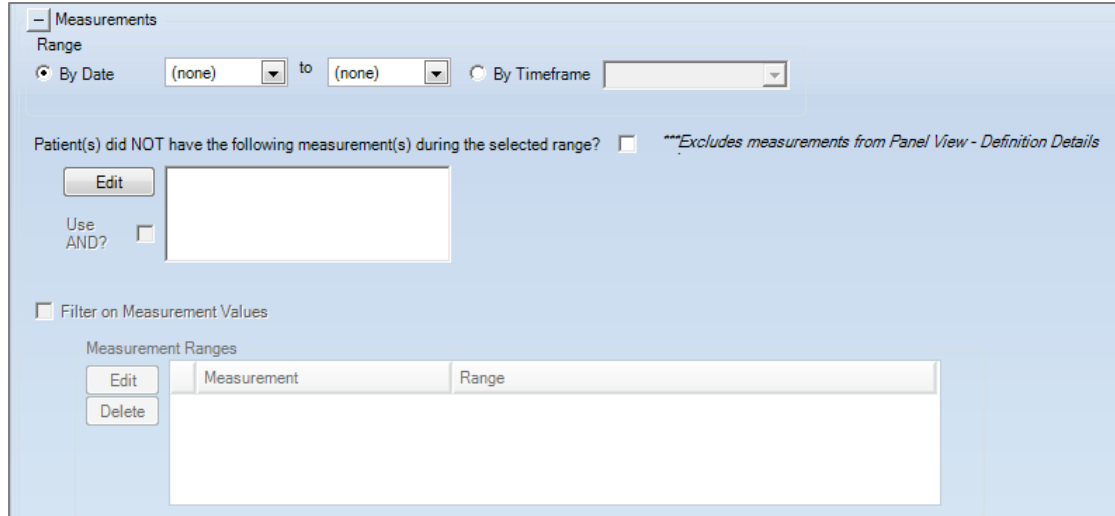 Measurements
Range
By Date (none) to (none) By Timeframe
Patient(s) did NOT have the following measurement(s) during the selected range? ***Excludes measurements from Panel View - Definition Details
Edit
Use
AND?
Filter on Measurement Values
Measurement Ranges
Edit Measurement Range
Delete